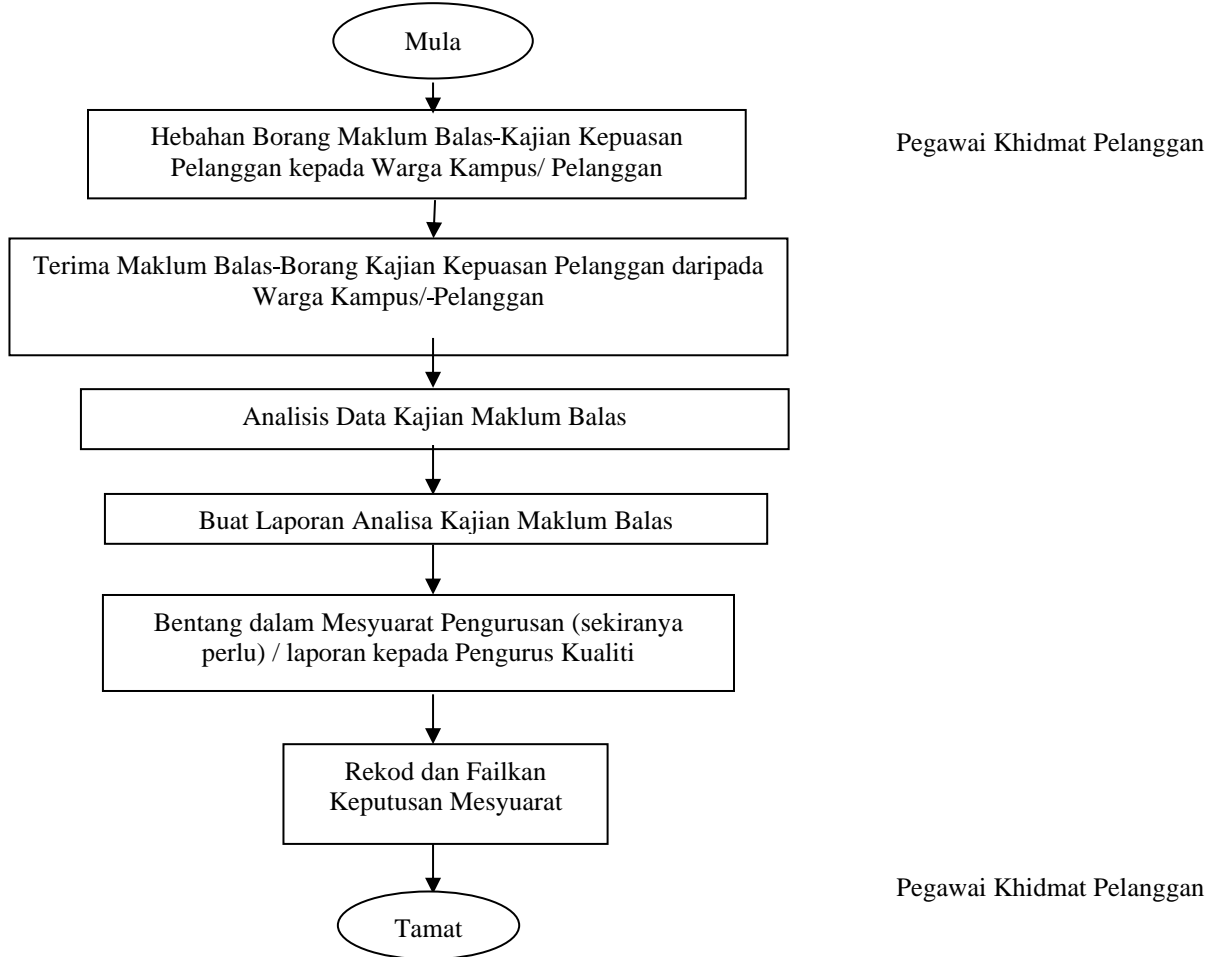 Mula
Hebahan Borang Maklum Balas-Kajian Kepuasan
Pelanggan kepada Warga Kampus/ Pelanggan
Pegawai Khidmat Pelanggan
Terima Maklum Balas-Borang Kajian Kepuasan Pelanggan daripada
Warga Kampus/-Pelanggan
Analisis Data Kajian Maklum Balas
Buat Laporan Analisa Kajian Maklum Balas
Bentang dalam Mesyuarat Pengurusan (sekiranya
perlu) / laporan kepada Pengurus Kualiti
Rekod dan Failkan
Keputusan Mesyuarat
Pegawai Khidmat Pelanggan
Tamat